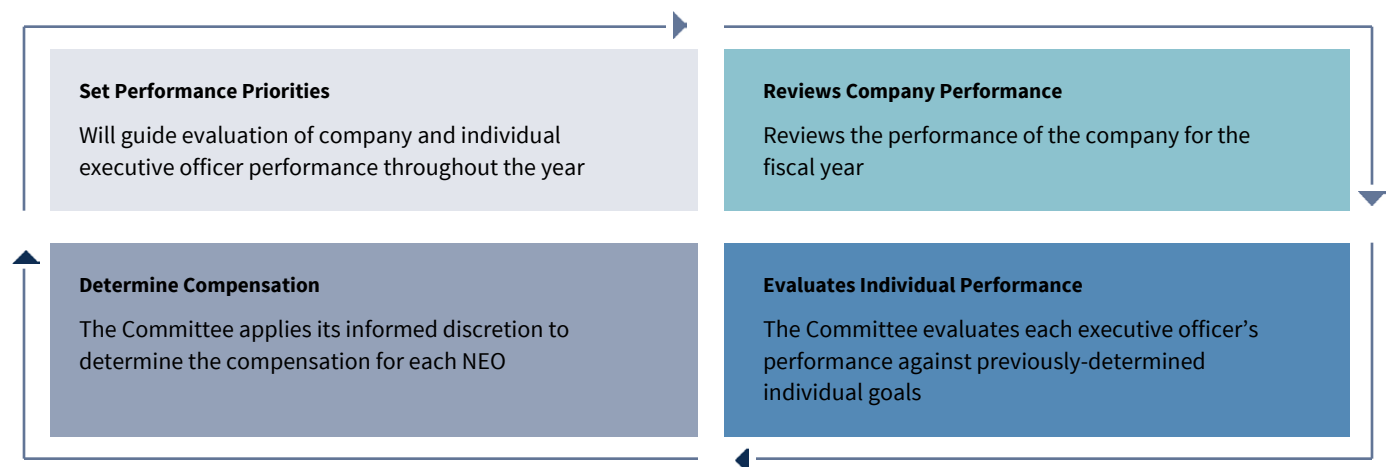 Set Performance Priorities
Will guide evaluation of company and individual
executive officer performance throughout the year
Reviews Company Performance
Reviews the performance of the company for the
fiscal year
Determine Compensation
The Committee applies its informed discretion to
determine the compensation for each NEO
Evaluates Individual Performance
The Committee evaluates each executive officer’s
performance against previously-determined
individual goals